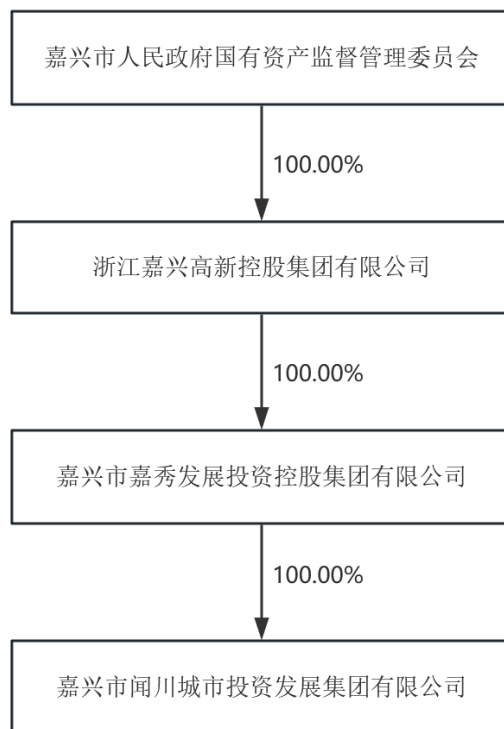 嘉兴市人民政府国有资产监督管理委员会
100.00%
浙江嘉兴高新控股集团有限公司
100.00%
嘉兴市嘉秀发展投资控股集团有限公司
100.00%
嘉兴市闻川城市投资发展集团有限公司